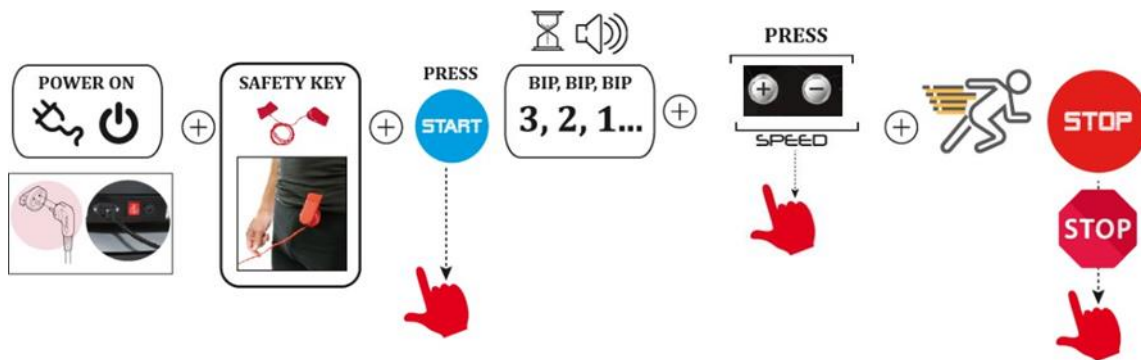 POWER ON
SAFETY KEY
PRESS
START
BIP, BIP, BIP
3, 2, 1...
PRESS
+ −
SPEED
STOP
STOP